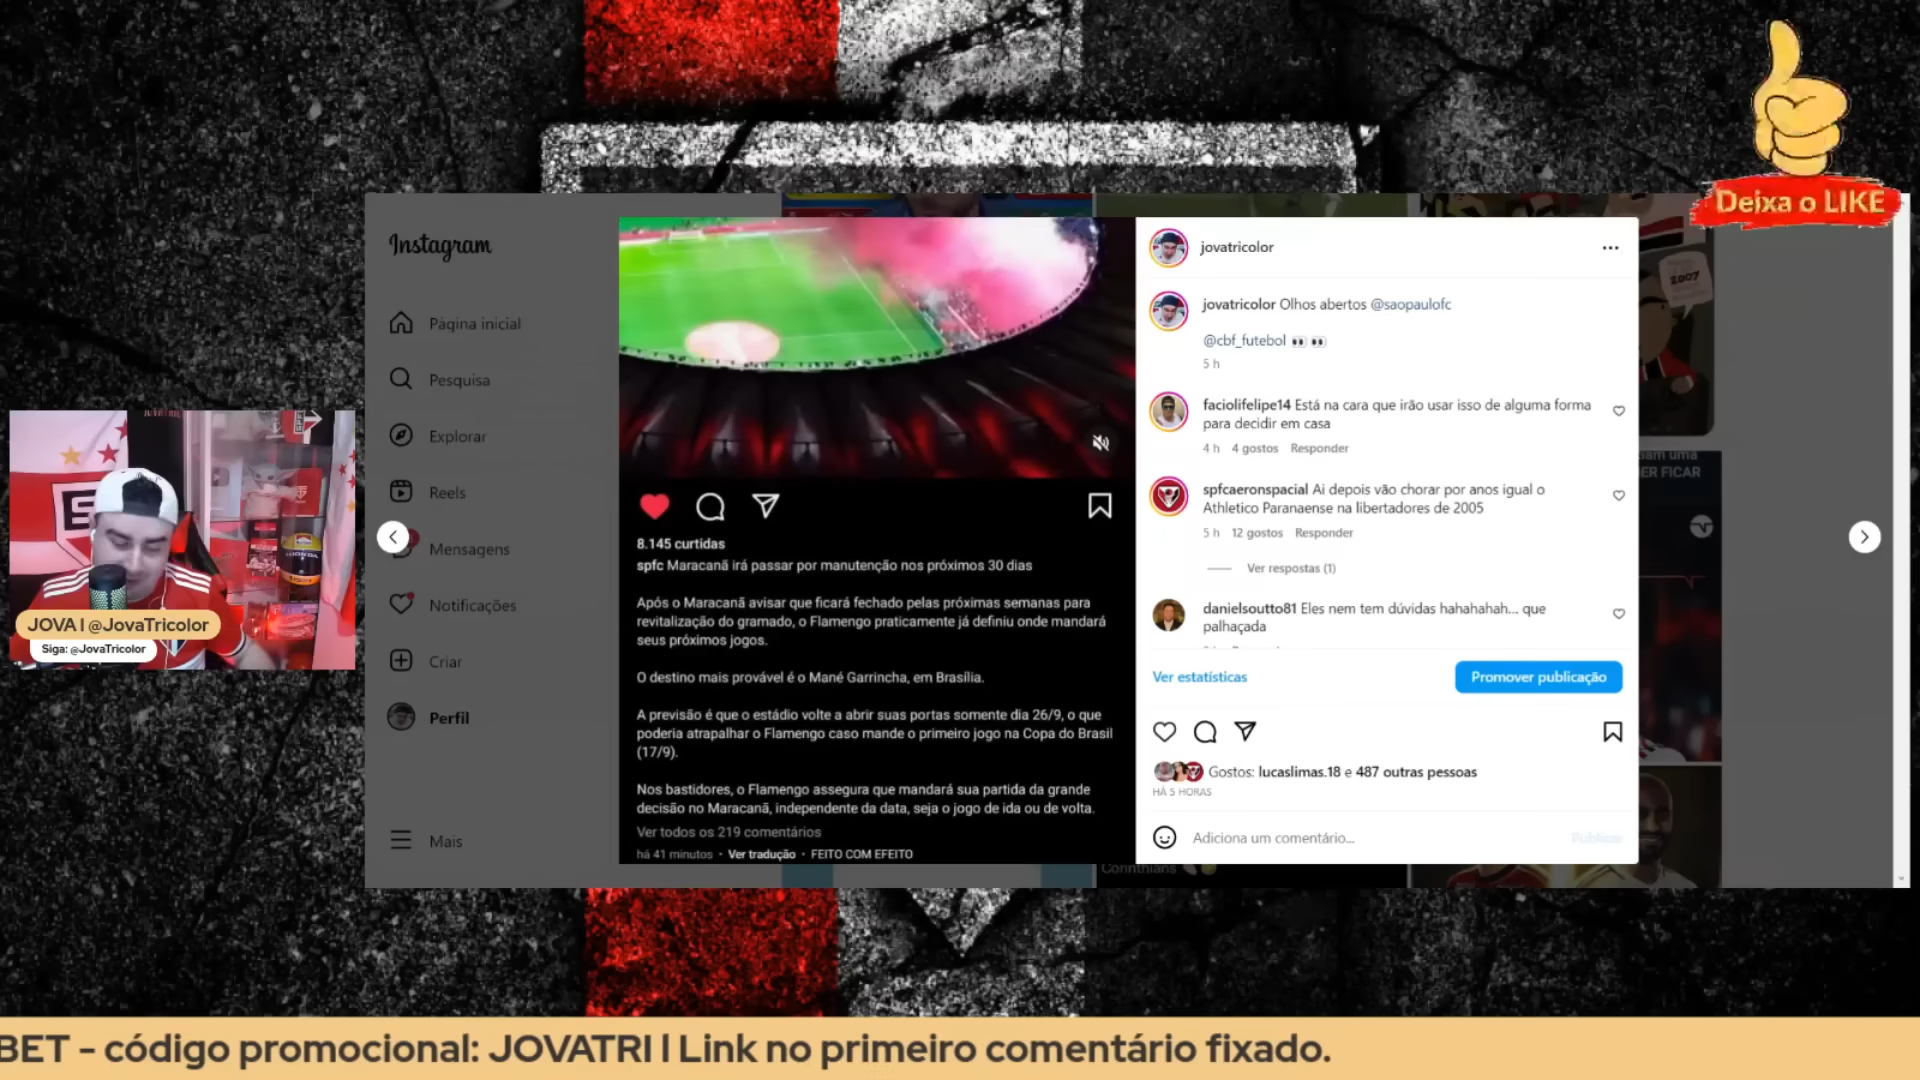 Deixa o LIKE
Instagram
Página inicial
Pesquisa
Explorar
Reels
Mensagens
Notificações
Criar
Perfil
Mais
JOVA | @JovaTricolor
Siga: @JovaTricolor
8.145 curtidas
spfc Maracanã irá passar por manutenção nos próximos 30 dias
Após o Maracanã avisar que ficará fechado pelas próximas semanas para
revitalização do gramado, o Flamengo praticamente já definiu onde mandará
seus próximos jogos.
O destino mais provável é o Mané Garrincha, em Brasília.
A previsão é que o estádio volte a abrir suas portas somente dia 26/9, o que
poderia atrapalhar o Flamengo caso mande o primeiro jogo na Copa do Brasil
(17/9).
Nos bastidores, o Flamengo assegura que mandará sua partida da grande
decisão no Maracanã, independente da data, seja o jogo de ida ou de volta.
Ver todos os 219 comentários
há 41 minutos • Ver tradução • FEITO COM EFEITO
jovatricolor
jovatricolor Olhos abertos @saopaulofc
@cbf_futebol 👀 👀
5 h
faciolifelipe14 Está na cara que irão usar isso de alguma forma
para decidir em casa
4 h 4 gostos Responder
spfcaeronspacial Ai depois vão chorar por anos igual o
Athletico Paranaense na libertadores de 2005
5 h 12 gostos Responder
Ver respostas (1)
danielsoutto81 Eles nem tem dúvidas hahahahah... que
palhaçada
Ver estatísticas
Promover publicação
Gostos: lucaslimas.18 e 487 outras pessoas
HÁ 5 HORAS
Adiciona um comentário...
Publicar
2007
ER FICAR
Corinthians
BET - código promocional: JOVATRI | Link no primeiro comentário fixado.